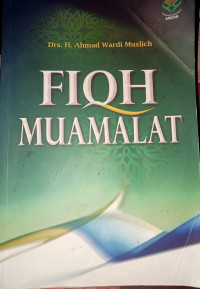 Drs. H. Ahmad Wardi Muslich
FIQH
MUAMALAT